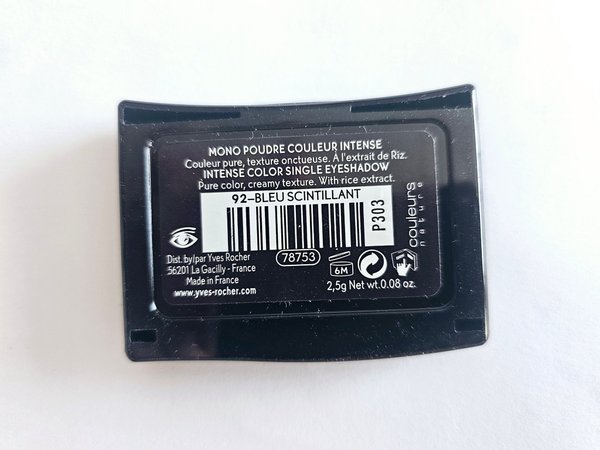 MONO POUDRE COULEUR INTENSE
Couleur pure, texture onctueuse. À l'extrait de Riz.
INTENSE COLOR SINGLE EYESHADOW
Pure color, creamy texture. With rice extract.
92-BLEU SCINTILLANT
P303
couleurs
nature
Dist. by/par Yves Rocher
56201 La Gacilly - France
Made in France
www.yves-rocher.com
78753
6M
2,5g Net wt.0.08 oz.